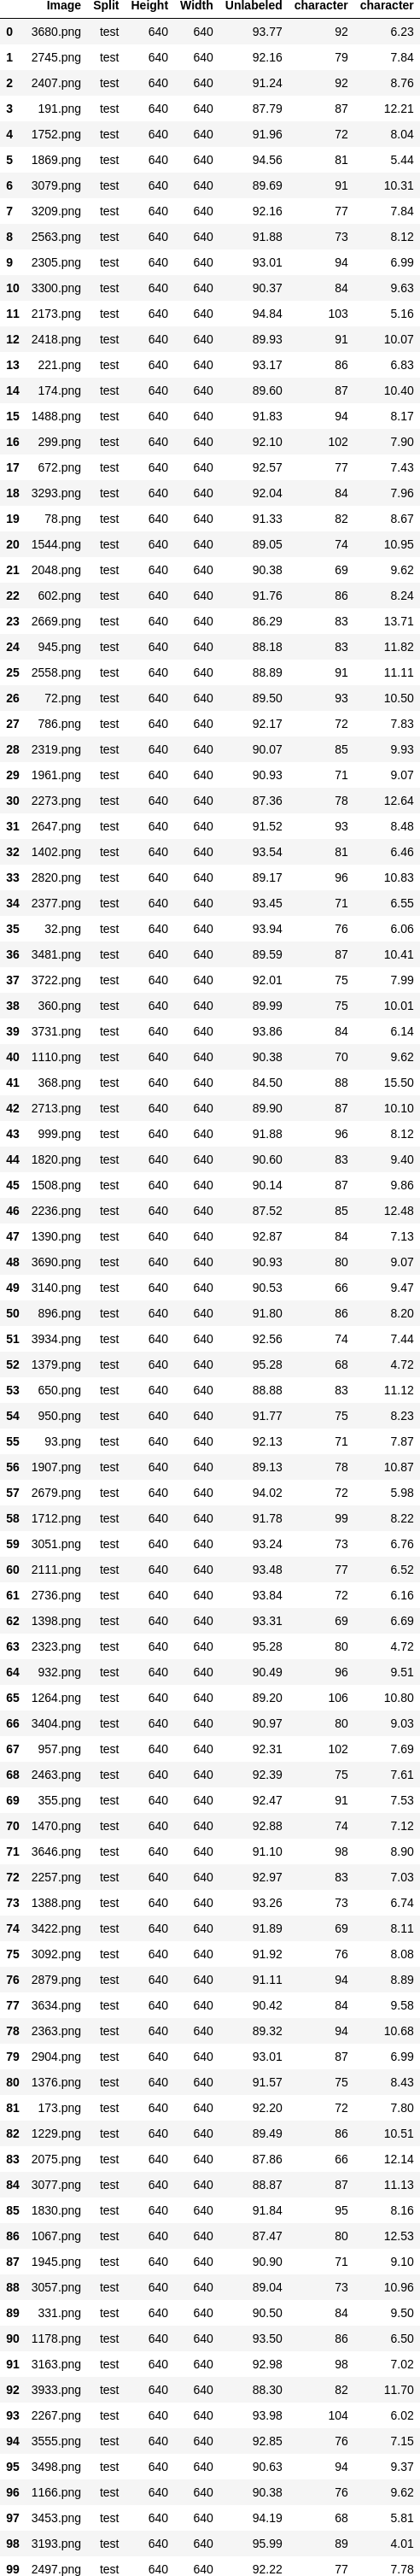 Image Split Height Width Unlabeled character character
0 3680.png test 640 640 93.77 92 6.23
1 2745.png test 640 640 92.16 79 7.84
2 2407.png test 640 640 91.24 92 8.76
3 191.png test 640 640 87.79 87 12.21
4 1752.png test 640 640 91.96 72 8.04
5 1869.png test 640 640 94.56 81 5.44
6 3079.png test 640 640 89.69 91 10.31
7 3209.png test 640 640 92.16 77 7.84
8 2563.png test 640 640 91.88 73 8.12
9 2305.png test 640 640 93.01 94 6.99
10 3300.png test 640 640 90.37 84 9.63
11 2173.png test 640 640 94.84 103 5.16
12 2418.png test 640 640 89.93 91 10.07
13 221.png test 640 640 93.17 86 6.83
14 174.png test 640 640 89.60 87 10.40
15 1488.png test 640 640 91.83 94 8.17
16 299.png test 640 640 92.10 102 7.90
17 672.png test 640 640 92.57 77 7.43
18 3293.png test 640 640 92.04 84 7.96
19 78.png test 640 640 91.33 82 8.67
20 1544.png test 640 640 89.05 74 10.95
21 2048.png test 640 640 90.38 69 9.62
22 602.png test 640 640 91.76 86 8.24
23 2669.png test 640 640 86.29 83 13.71
24 945.png test 640 640 88.18 83 11.82
25 2558.png test 640 640 88.89 91 11.11
26 72.png test 640 640 89.50 93 10.50
27 786.png test 640 640 92.17 72 7.83
28 2319.png test 640 640 90.07 85 9.93
29 1961.png test 640 640 90.93 71 9.07
30 2273.png test 640 640 87.36 78 12.64
31 2647.png test 640 640 91.52 93 8.48
32 1402.png test 640 640 93.54 81 6.46
33 2820.png test 640 640 89.17 96 10.83
34 2377.png test 640 640 93.45 71 6.55
35 32.png test 640 640 93.94 76 6.06
36 3481.png test 640 640 89.59 87 10.41
37 3722.png test 640 640 92.01 75 7.99
38 360.png test 640 640 89.99 75 10.01
39 3731.png test 640 640 93.86 84 6.14
40 1110.png test 640 640 90.38 70 9.62
41 368.png test 640 640 84.50 88 15.50
42 2713.png test 640 640 89.90 87 10.10
43 999.png test 640 640 91.88 96 8.12
44 1820.png test 640 640 90.60 83 9.40
45 1508.png test 640 640 90.14 87 9.86
46 2236.png test 640 640 87.52 85 12.48
47 1390.png test 640 640 92.87 84 7.13
48 3690.png test 640 640 90.93 80 9.07
49 3140.png test 640 640 90.53 66 9.47
50 896.png test 640 640 91.80 86 8.20
51 3934.png test 640 640 92.56 74 7.44
52 1379.png test 640 640 95.28 68 4.72
53 650.png test 640 640 88.88 83 11.12
54 950.png test 640 640 91.77 75 8.23
55 93.png test 640 640 92.13 71 7.87
56 1907.png test 640 640 89.13 78 10.87
57 2679.png test 640 640 94.02 72 5.98
58 1712.png test 640 640 91.78 99 8.22
59 3051.png test 640 640 93.24 73 6.76
60 2111.png test 640 640 93.48 77 6.52
61 2736.png test 640 640 93.84 72 6.16
62 1398.png test 640 640 93.31 69 6.69
63 2323.png test 640 640 95.28 80 4.72
64 932.png test 640 640 90.49 96 9.51
65 1264.png test 640 640 89.20 106 10.80
66 3404.png test 640 640 90.97 80 9.03
67 957.png test 640 640 92.31 102 7.69
68 2463.png test 640 640 92.39 75 7.61
69 355.png test 640 640 92.47 91 7.53
70 1470.png test 640 640 92.88 74 7.12
71 3646.png test 640 640 91.10 98 8.90
72 2257.png test 640 640 92.97 83 7.03
73 1388.png test 640 640 93.26 73 6.74
74 3422.png test 640 640 91.89 69 8.11
75 3092.png test 640 640 91.92 76 8.08
76 2879.png test 640 640 91.11 94 8.89
77 3634.png test 640 640 90.42 84 9.58
78 2363.png test 640 640 89.32 94 10.68
79 2904.png test 640 640 93.01 87 6.99
80 1376.png test 640 640 91.57 75 8.43
81 173.png test 640 640 92.20 72 7.80
82 1229.png test 640 640 89.49 86 10.51
83 2075.png test 640 640 87.86 66 12.14
84 3077.png test 640 640 88.87 87 11.13
85 1830.png test 640 640 91.84 95 8.16
86 1067.png test 640 640 87.47 80 12.53
87 1945.png test 640 640 90.90 71 9.10
88 3057.png test 640 640 89.04 73 10.96
89 331.png test 640 640 90.50 84 9.50
90 1178.png test 640 640 93.50 86 6.50
91 3163.png test 640 640 92.98 98 7.02
92 3933.png test 640 640 88.30 82 11.70
93 2267.png test 640 640 93.98 104 6.02
94 3555.png test 640 640 92.85 76 7.15
95 3498.png test 640 640 90.63 94 9.37
96 1166.png test 640 640 90.38 76 9.62
97 3453.png test 640 640 94.19 68 5.81
98 3193.png test 640 640 95.99 89 4.01
99 2497.png test 640 640 92.22 77 7.78